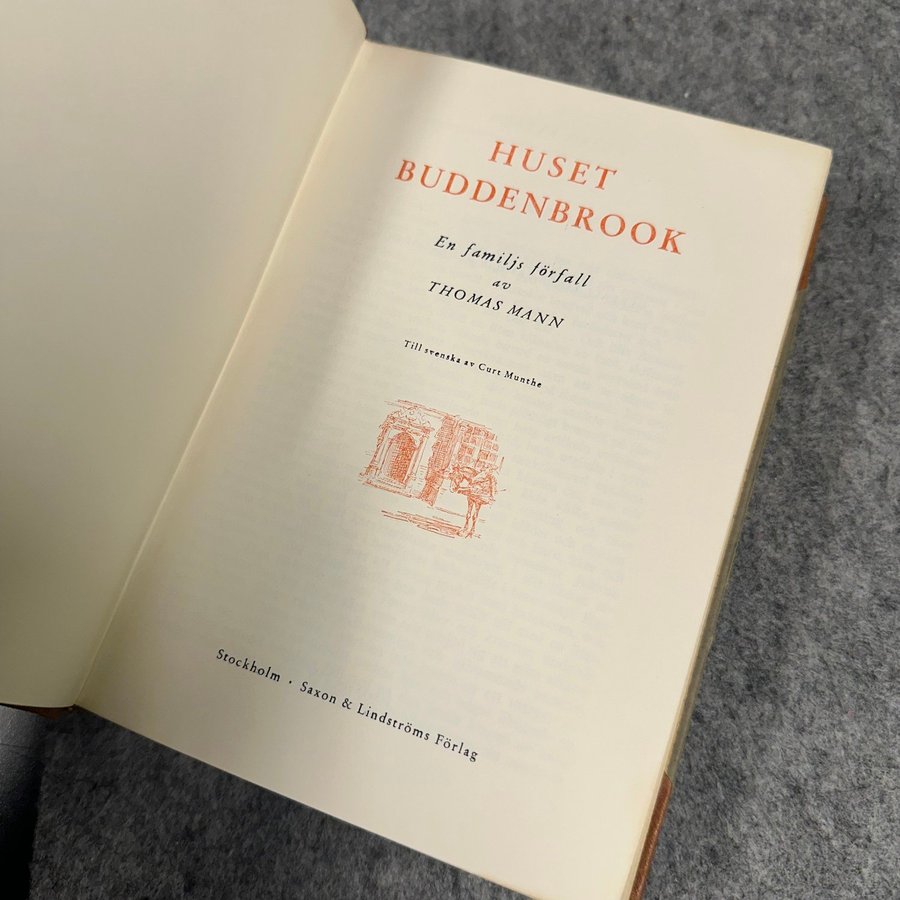 HUSET
BUDDENBROOK
En familjs förfall
av
THOMAS MANN
Till svenska av Curt Munthe
Stockholm · Saxon & Lindströms Förlag